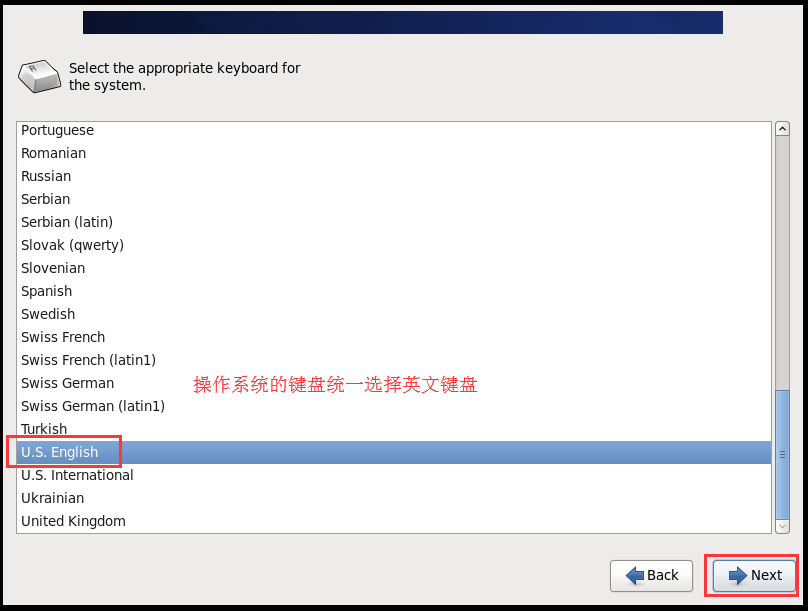 R
Select the appropriate keyboard for
the system.
Portuguese
Romanian
Russian
Serbian
Serbian (latin)
Slovak (qwerty)
Slovenian
Spanish
Swedish
Swiss French
Swiss French (latin1)
Swiss German
操作系统的键盘统一选择英文键盘
Swiss German (latin1)
Turkish
U.S. English
U.S. International
Ukrainian
United Kingdom
Back
Next